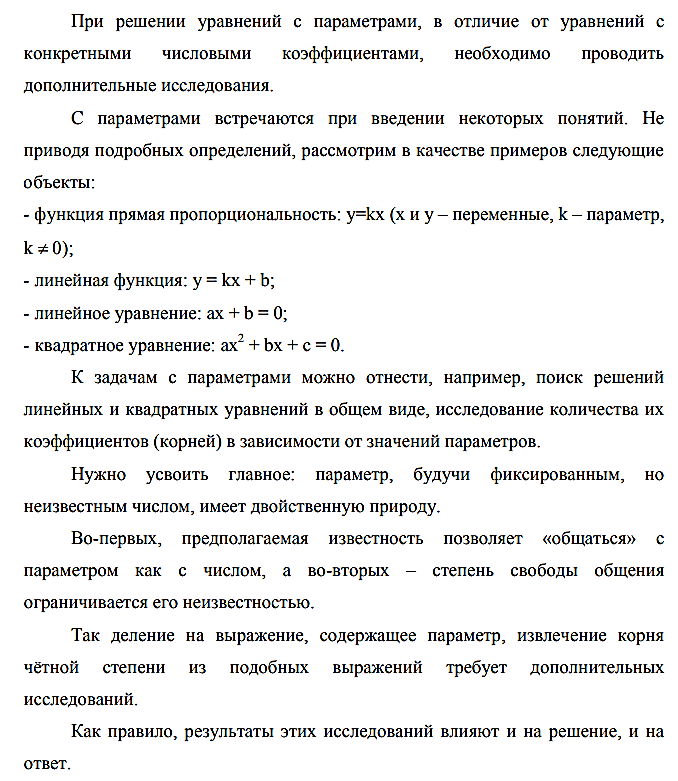 При решении уравнений с параметрами, в отличие от уравнений с
конкретными числовыми коэффициентами, необходимо проводить
дополнительные исследования.
С параметрами встречаются при введении некоторых понятий. Не
приводя подробных определений, рассмотрим в качестве примеров следующие
объекты:
- функция прямая пропорциональность: y=kx (x и y – переменные, k – параметр,
k ≠ 0);
- линейная функция: y = kx + b;
- линейное уравнение: ax + b = 0;
- квадратное уравнение: ax² + bx + c = 0.
К задачам с параметрами можно отнести, например, поиск решений
линейных и квадратных уравнений в общем виде, исследование количества их
коэффициентов (корней) в зависимости от значений параметров.
Нужно усвоить главное: параметр, будучи фиксированным, но
неизвестным числом, имеет двойственную природу.
Во-первых, предполагаемая известность позволяет «общаться» с
параметром как с числом, а во-вторых – степень свободы общения
ограничивается его неизвестностью.
Так деление на выражение, содержащее параметр, извлечение корня
чётной степени из подобных выражений требует дополнительных
исследований.
Как правило, результаты этих исследований влияют и на решение, и на
ответ.